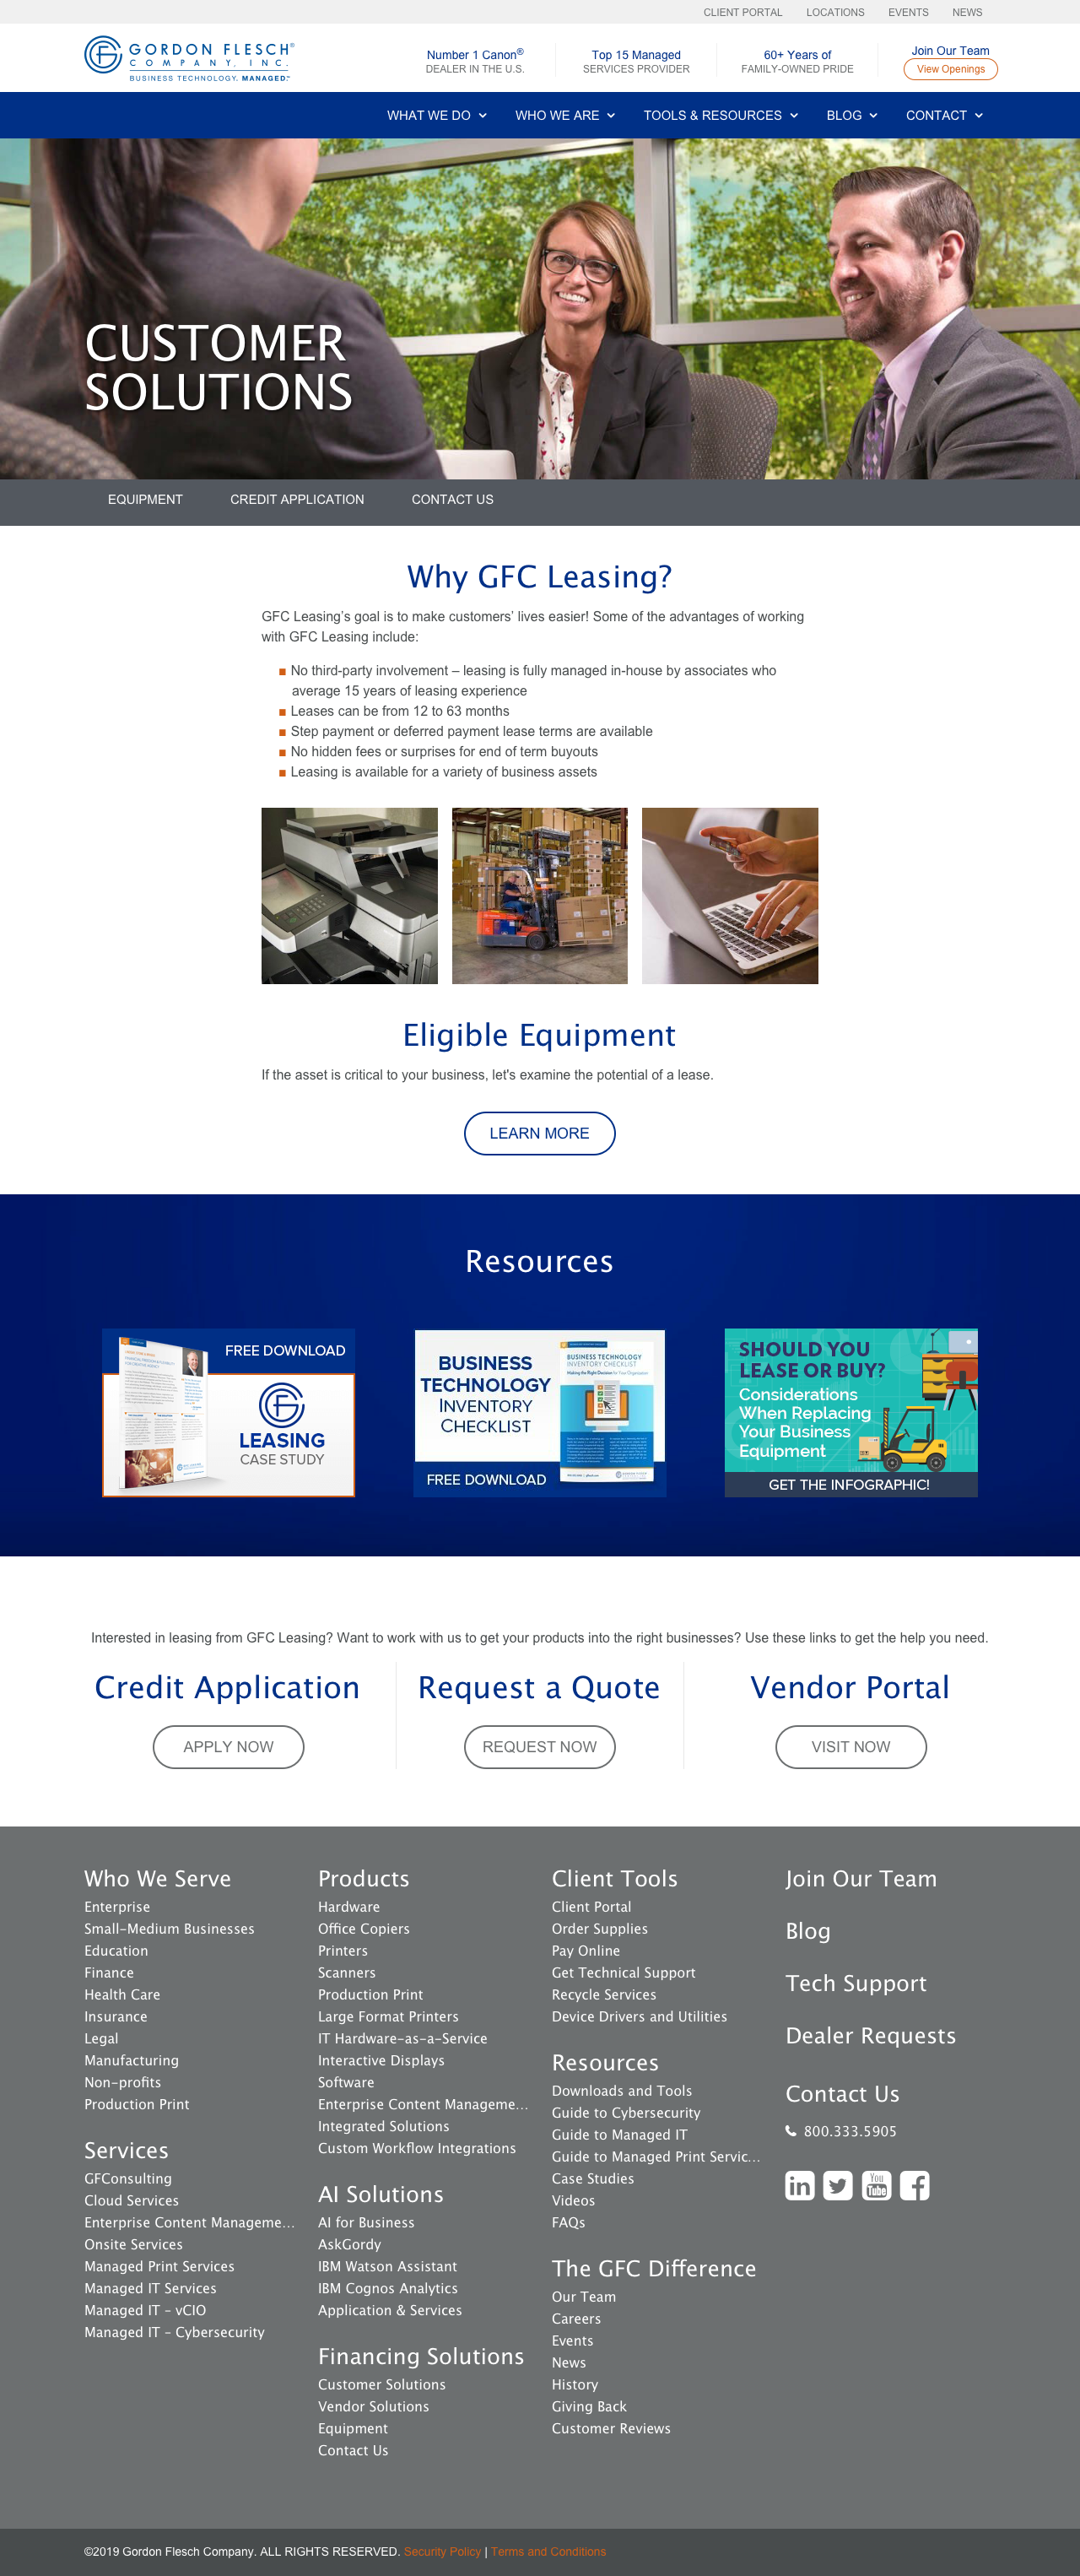 CLIENT PORTAL LOCATIONS EVENTS NEWS
GORDON FLESCH®
COMPANY, INC.
BUSINESS TECHNOLOGY. MANAGED.™
Number 1 Canon®
DEALER IN THE U.S.
Top 15 Managed
SERVICES PROVIDER
60+ Years of
FAMILY-OWNED PRIDE
Join Our Team
View Openings
WHAT WE DO WHO WE ARE TOOLS & RESOURCES BLOG CONTACT
CUSTOMER
SOLUTIONS
EQUIPMENT CREDIT APPLICATION CONTACT US
Why GFC Leasing?
GFC Leasing’s goal is to make customers’ lives easier! Some of the advantages of working
with GFC Leasing include:
No third-party involvement – leasing is fully managed in-house by associates who
average 15 years of leasing experience
Leases can be from 12 to 63 months
Step payment or deferred payment lease terms are available
No hidden fees or surprises for end of term buyouts
Leasing is available for a variety of business assets
Eligible Equipment
If the asset is critical to your business, let's examine the potential of a lease.
LEARN MORE
Resources
FREE DOWNLOAD
LEASING
CASE STUDY
BUSINESS
TECHNOLOGY
INVENTORY
CHECKLIST
FREE DOWNLOAD
BUSINESS TECHNOLOGY
INVENTORY CHECKLIST
Making the Right Decision for Your Organization
SHOULD YOU
LEASE OR BUY?
Considerations
When Replacing
Your Business
Equipment
GET THE INFOGRAPHIC!
Interested in leasing from GFC Leasing? Want to work with us to get your products into the right businesses? Use these links to get the help you need.
Credit Application
APPLY NOW
Request a Quote
REQUEST NOW
Vendor Portal
VISIT NOW
Who We Serve
Enterprise
Small-Medium Businesses
Education
Finance
Health Care
Insurance
Legal
Manufacturing
Non-profits
Production Print
Services
GFConsulting
Cloud Services
Enterprise Content Manageme...
Onsite Services
Managed Print Services
Managed IT Services
Managed IT - vCIO
Managed IT - Cybersecurity
Products
Hardware
Office Copiers
Printers
Scanners
Production Print
Large Format Printers
IT Hardware-as-a-Service
Interactive Displays
Software
Enterprise Content Manageme...
Integrated Solutions
Custom Workflow Integrations
AI Solutions
AI for Business
AskGordy
IBM Watson Assistant
IBM Cognos Analytics
Application & Services
Financing Solutions
Customer Solutions
Vendor Solutions
Equipment
Contact Us
Client Tools
Client Portal
Order Supplies
Pay Online
Get Technical Support
Recycle Services
Device Drivers and Utilities
Resources
Downloads and Tools
Guide to Cybersecurity
Guide to Managed IT
Guide to Managed Print Servic...
Case Studies
Videos
FAQs
The GFC Difference
Our Team
Careers
Events
News
History
Giving Back
Customer Reviews
Join Our Team
Blog
Tech Support
Dealer Requests
Contact Us
800.333.5905
You
Tube
©2019 Gordon Flesch Company. ALL RIGHTS RESERVED. Security Policy | Terms and Conditions